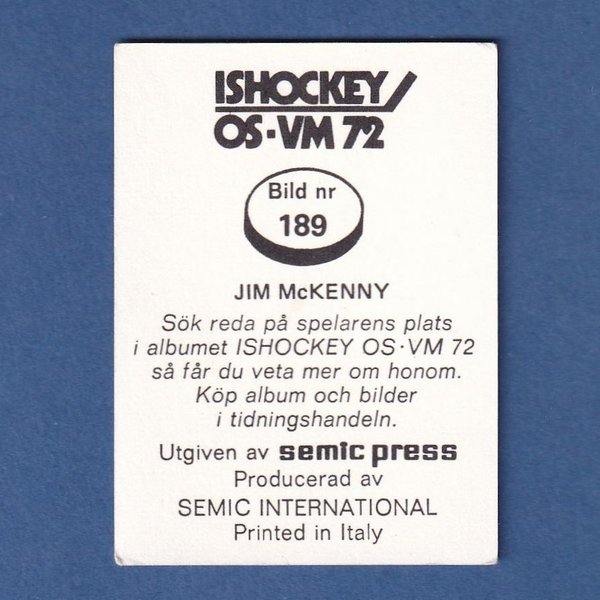 ISHOCKEY
OS·VM 72
Bild nr
189
JIM McKENNY
Sök reda på spelarens plats
i albumet ISHOCKEY OS·VM 72
så får du veta mer om honom.
Köp album och bilder
i tidningshandeln.
Utgiven av semic press
Producerad av
SEMIC INTERNATIONAL
Printed in Italy